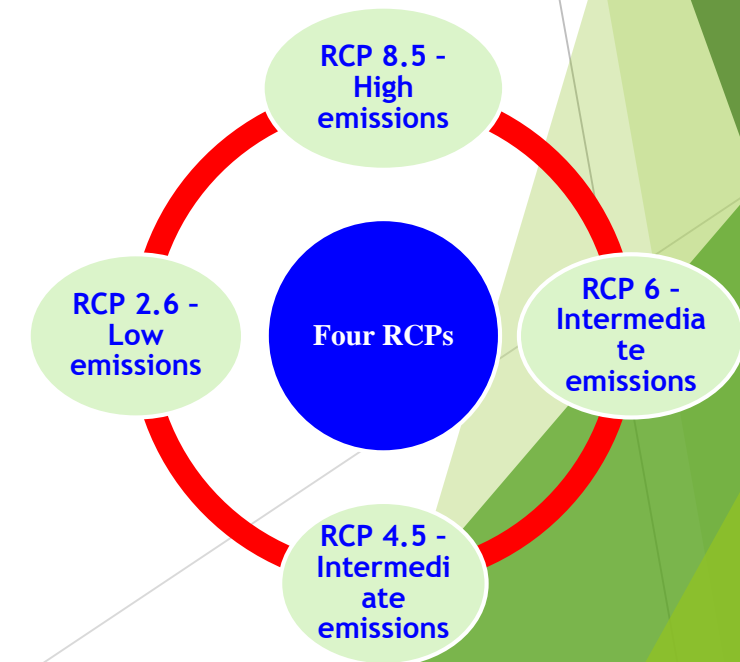 RCP 8.5 –
High
emissions
RCP 2.6 –
Low
emissions
Four RCPs
RCP 6 –
Intermedia
te
emissions
RCP 4.5 –
Intermedi
ate
emissions